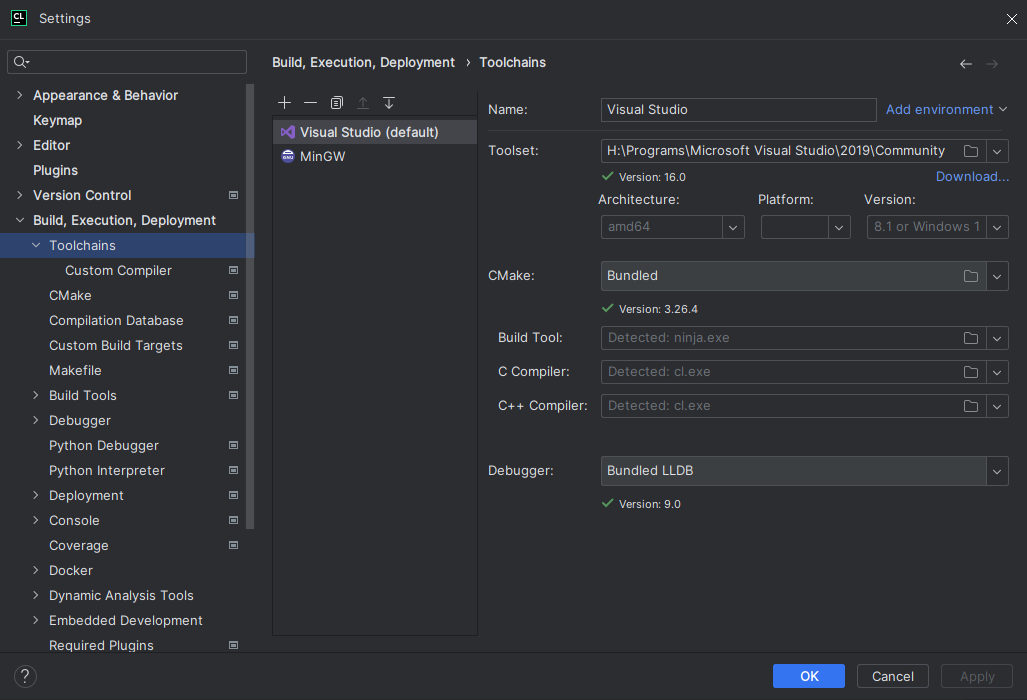 CL Settings
Build, Execution, Deployment › Toolchains
Appearance & Behavior
Keymap
Editor
Plugins
Version Control
Build, Execution, Deployment
Toolchains
Custom Compiler
CMake
Compilation Database
Custom Build Targets
Makefile
Build Tools
Debugger
Python Debugger
Python Interpreter
Deployment
Console
Coverage
Docker
Dynamic Analysis Tools
Embedded Development
Required Plugins
Visual Studio (default)
MinGW
Name: Visual Studio Add environment
Toolset: H:\Programs\Microsoft Visual Studio\2019\Community
Version: 16.0 Download...
Architecture: Platform: Version:
amd64 8.1 or Windows 1
CMake: Bundled
Version: 3.26.4
Build Tool: Detected: ninja.exe
C Compiler: Detected: cl.exe
C++ Compiler: Detected: cl.exe
Debugger: Bundled LLDB
Version: 9.0
? OK Cancel Apply